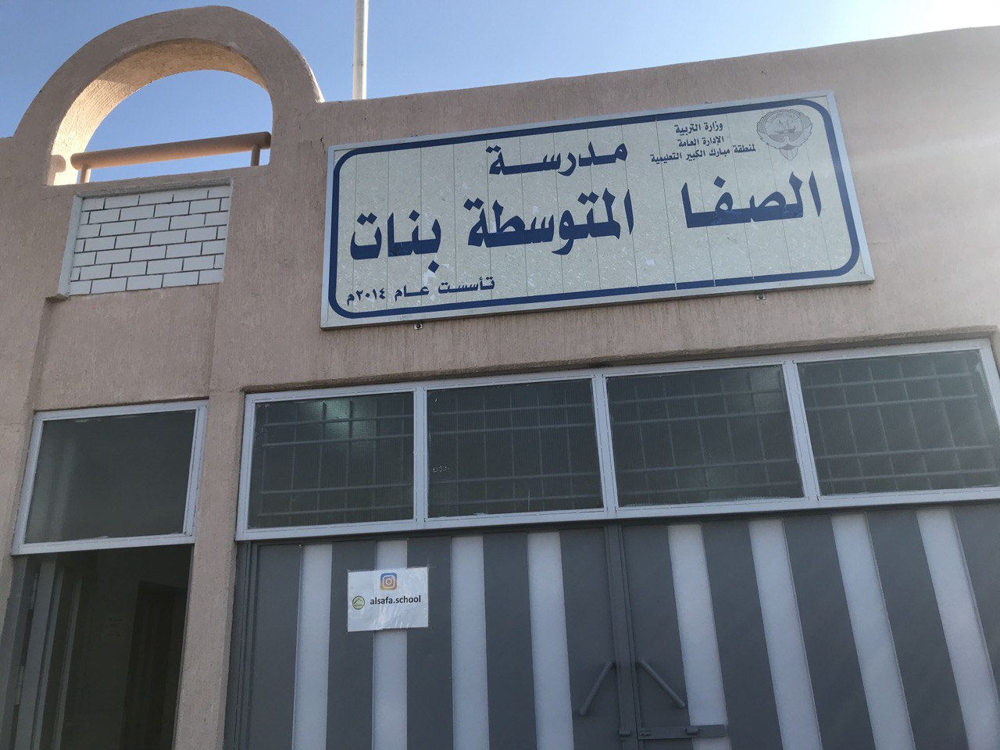 وزارة التربية
الإدارة العامة
لمنطقة مبارك الكبير التعليمية
مدرسة
الصفا المتوسطة بنات
تأسست عام ٢٠١٤م
alsafa.school